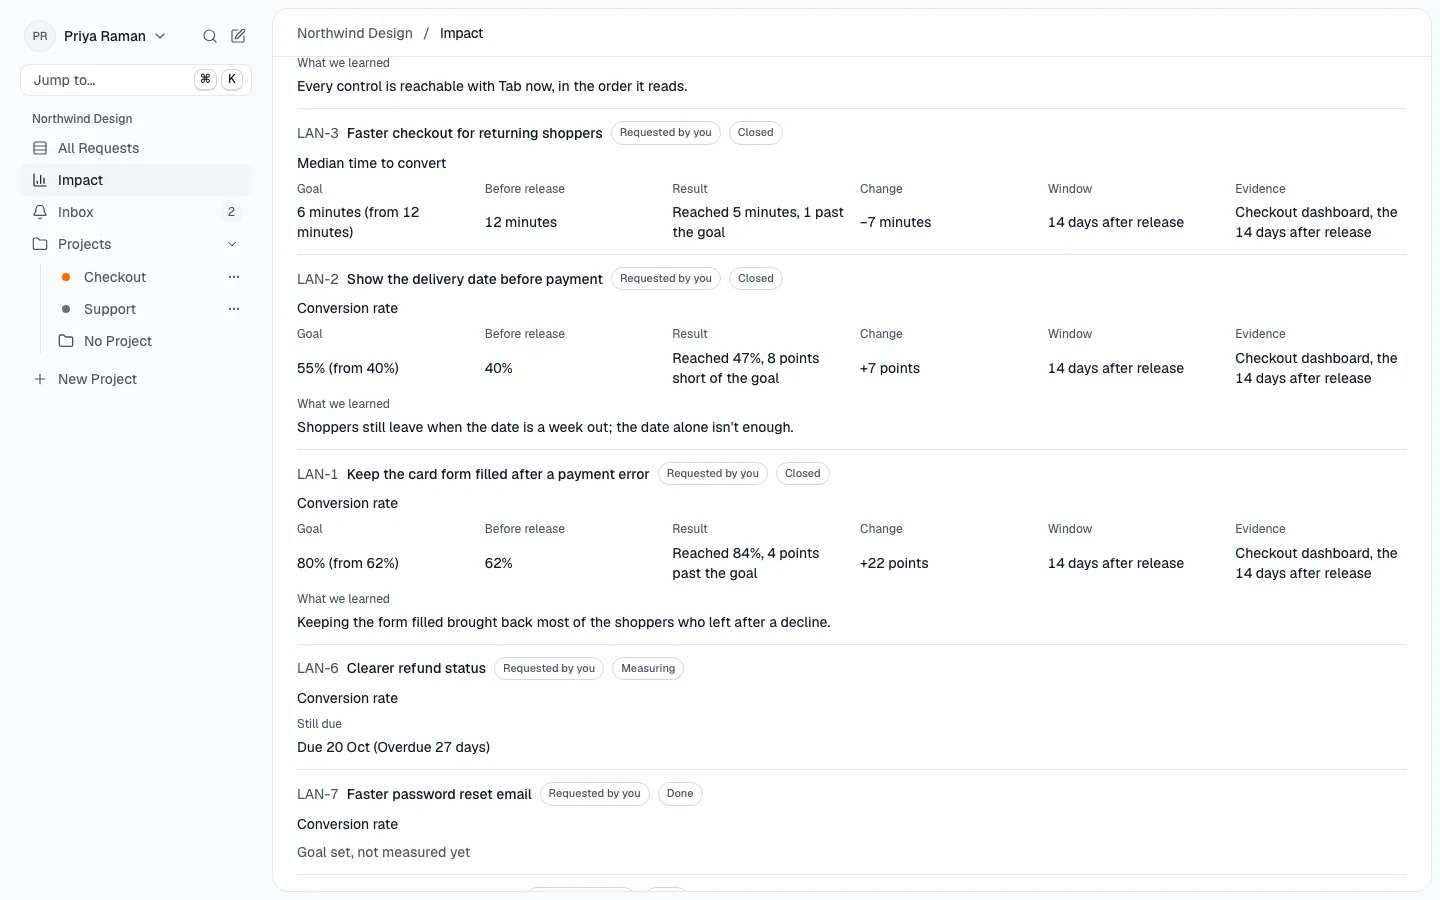 PR
Priya Raman
Jump to...
⌘ K
Northwind Design
All Requests
Impact
Inbox
2
Projects
Checkout
Support
No Project
New Project
Northwind Design / Impact
What we learned
Every control is reachable with Tab now, in the order it reads.
LAN-3 Faster checkout for returning shoppers Requested by you Closed
Median time to convert
Goal
6 minutes (from 12
minutes)
Before release
12 minutes
Result
Reached 5 minutes, 1 past
the goal
Change
−7 minutes
Window
14 days after release
Evidence
Checkout dashboard, the
14 days after release
LAN-2 Show the delivery date before payment Requested by you Closed
Conversion rate
Goal
55% (from 40%)
Before release
40%
Result
Reached 47%, 8 points
short of the goal
Change
+7 points
Window
14 days after release
Evidence
Checkout dashboard, the
14 days after release
What we learned
Shoppers still leave when the date is a week out; the date alone isn't enough.
LAN-1 Keep the card form filled after a payment error Requested by you Closed
Conversion rate
Goal
80% (from 62%)
Before release
62%
Result
Reached 84%, 4 points
past the goal
Change
+22 points
Window
14 days after release
Evidence
Checkout dashboard, the
14 days after release
What we learned
Keeping the form filled brought back most of the shoppers who left after a decline.
LAN-6 Clearer refund status Requested by you Measuring
Conversion rate
Still due
Due 20 Oct (Overdue 27 days)
LAN-7 Faster password reset email Requested by you Done
Conversion rate
Goal set, not measured yet